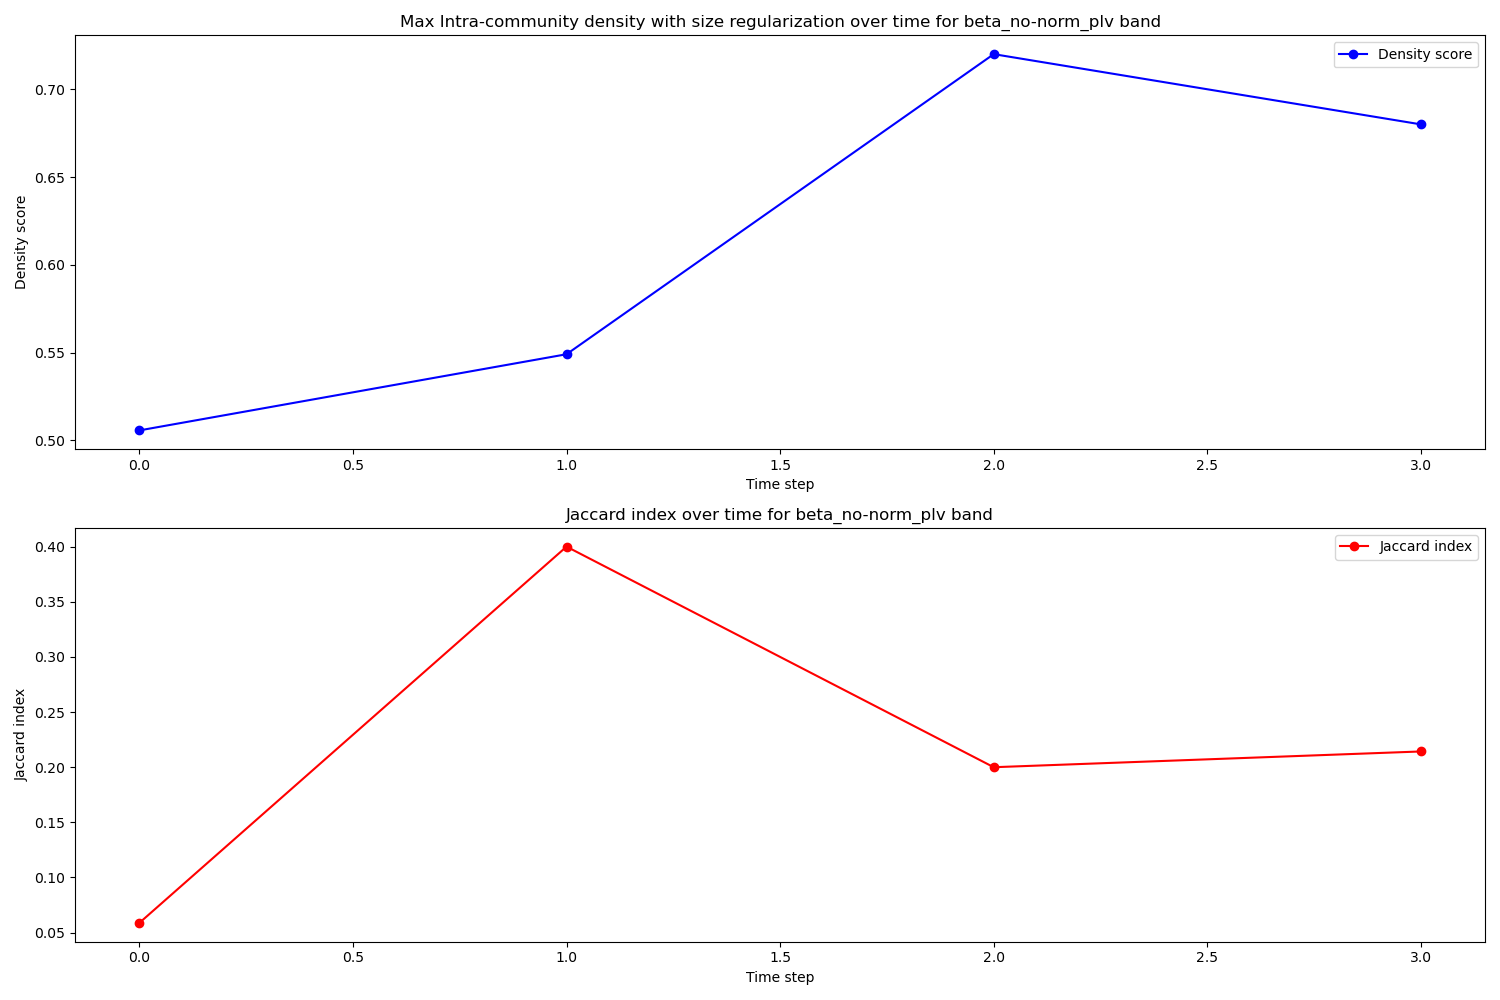 Max Intra-community density with size regularization over time for beta_no-norm_plv band
Density score
0.70
0.65
0.60
0.55
0.50
Density score
0.0 0.5 1.0 1.5 2.0 2.5 3.0
Time step
Jaccard index over time for beta_no-norm_plv band
Jaccard index
0.40
0.35
0.30
0.25
0.20
0.15
0.10
0.05
Jaccard index
0.0 0.5 1.0 1.5 2.0 2.5 3.0
Time step